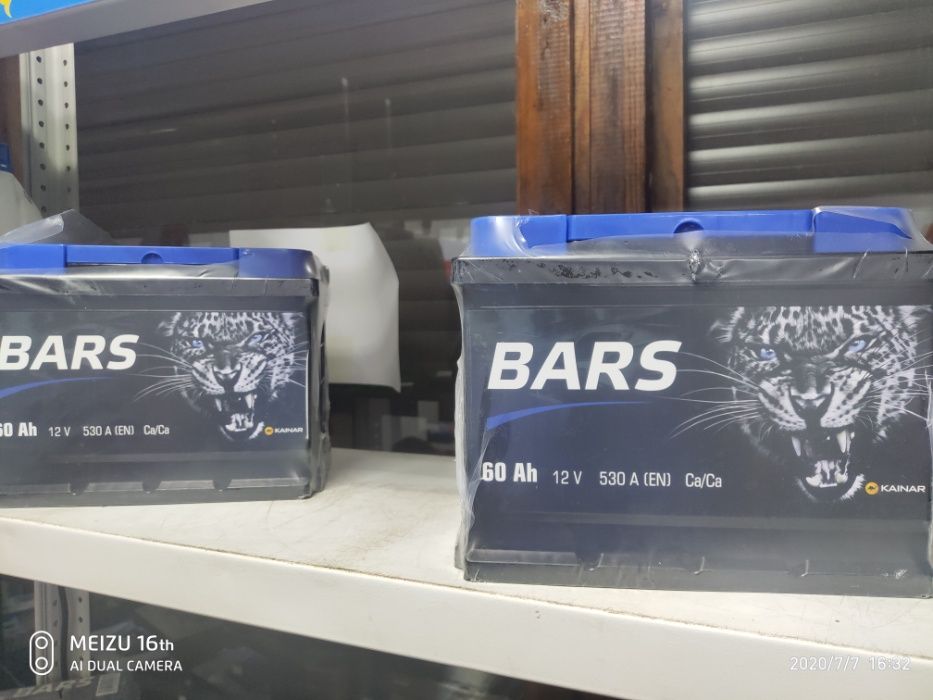 BARS
60 Ah 12 V 530 A (EN) Ca/Ca
KAINAR
BARS
60 Ah 12 V 530 A (EN) Ca/Ca
KAINAR
MEIZU 16th
AI DUAL CAMERA
2020/7/7 16:32